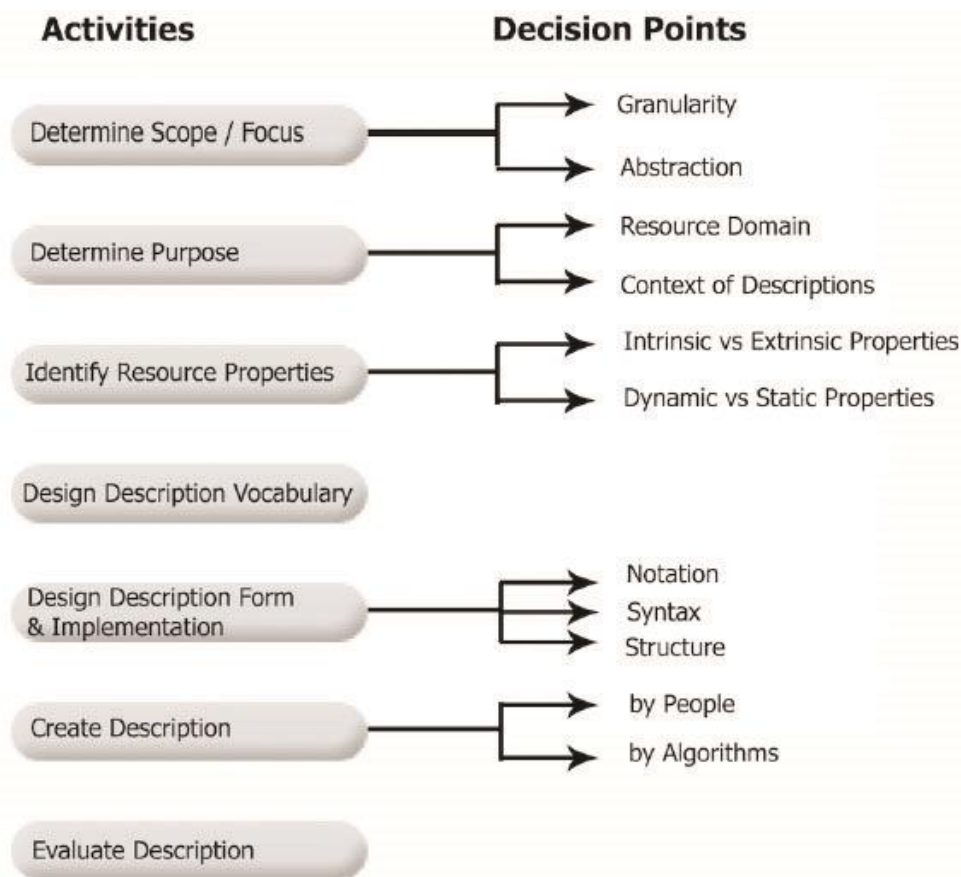 Activities
Decision Points
Determine Scope / Focus
Granularity
Abstraction
Determine Purpose
Resource Domain
Context of Descriptions
Identify Resource Properties
Intrinsic vs Extrinsic Properties
Dynamic vs Static Properties
Design Description Vocabulary
Design Description Form
& Implementation
Notation
Syntax
Structure
Create Description
by People
by Algorithms
Evaluate Description